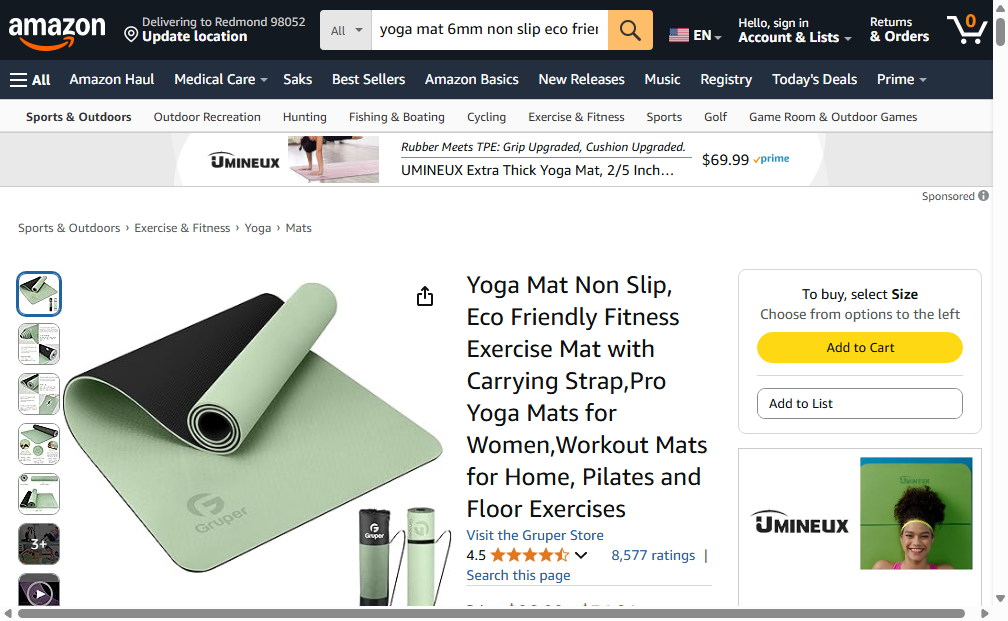 amazon
Delivering to Redmond 98052
Update location
All
yoga mat 6mm non slip eco frien
EN
Hello, sign in
Account & Lists
Returns
& Orders
0
All
Amazon Haul
Medical Care
Saks
Best Sellers
Amazon Basics
New Releases
Music
Registry
Today's Deals
Prime
Sports & Outdoors
Outdoor Recreation
Hunting
Fishing & Boating
Cycling
Exercise & Fitness
Sports
Golf
Game Room & Outdoor Games
UMINEUX
Rubber Meets TPE: Grip Upgraded, Cushion Upgraded.
UMINEUX Extra Thick Yoga Mat, 2/5 Inch…
$69.99 prime
Sponsored
Sports & Outdoors › Exercise & Fitness › Yoga › Mats
3+
Gruper
Gruper
Yoga Mat Non Slip,
Eco Friendly Fitness
Exercise Mat with
Carrying Strap,Pro
Yoga Mats for
Women,Workout Mats
for Home, Pilates and
Floor Exercises
Visit the Gruper Store
4.5
8,577 ratings |
Search this page
To buy, select Size
Choose from options to the left
Add to Cart
Add to List
UMINEUX
UMINEUX